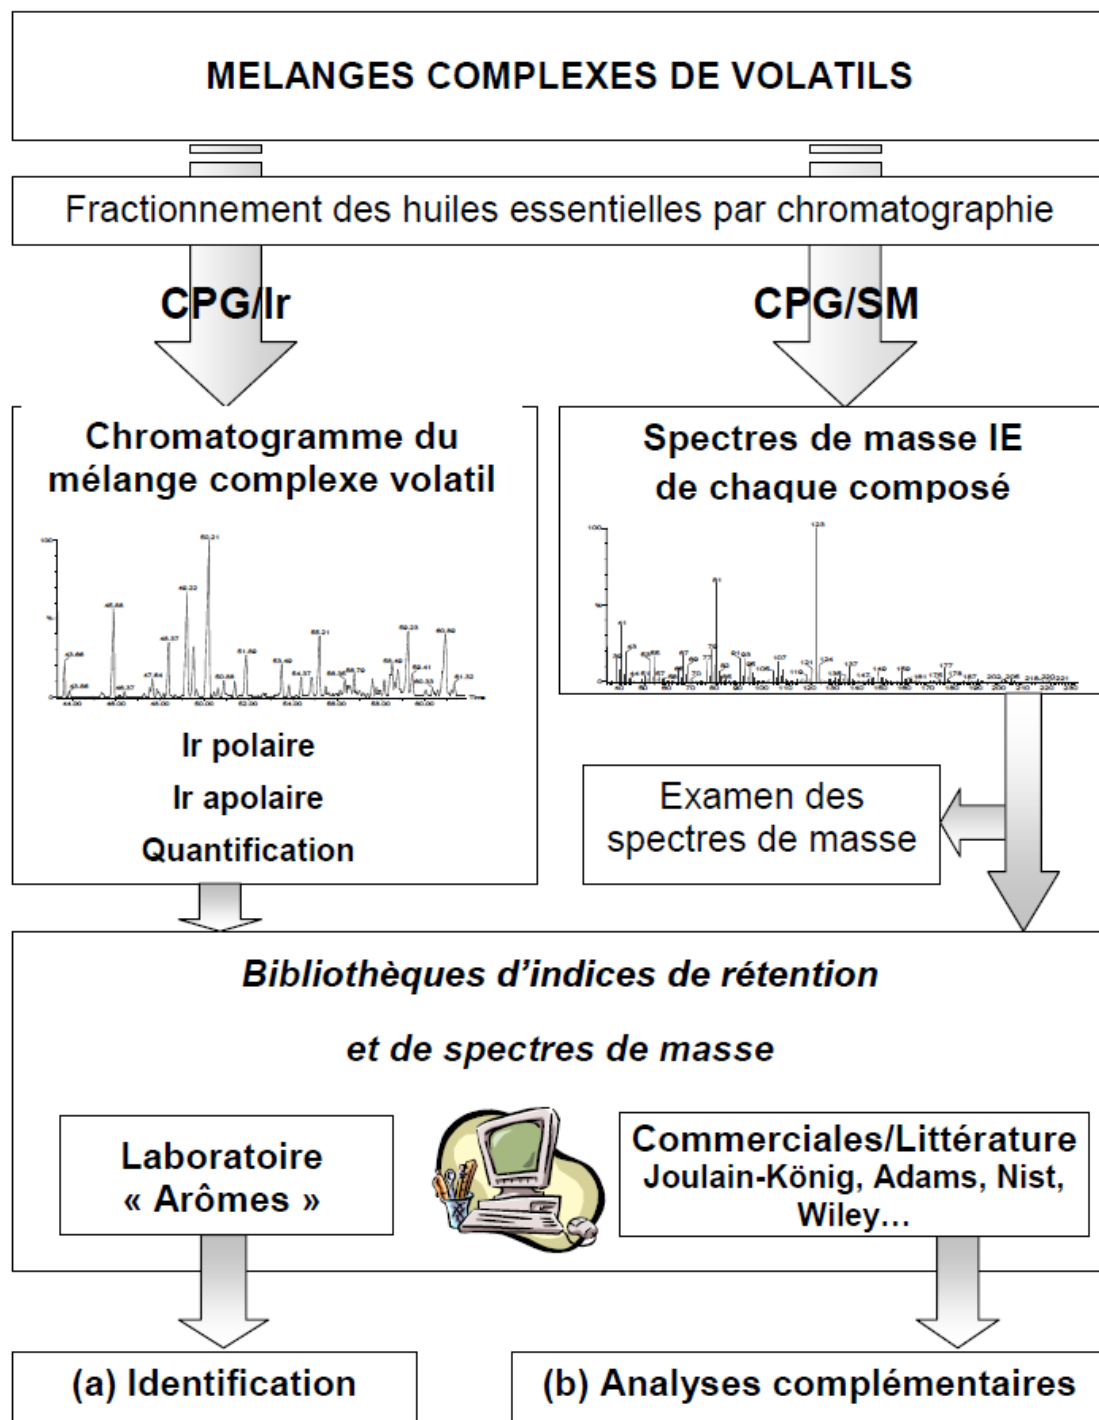 MELANGES COMPLEXES DE VOLATILS
Fractionnement des huiles essentielles par chromatographie
CPG/Ir
CPG/SM
Chromatogramme du
mélange complexe volatil
Ir polaire
Ir apolaire
Quantification
Spectres de masse IE
de chaque composé
Examen des
spectres de masse
Bibliothèques d’indices de rétention
et de spectres de masse
Laboratoire
« Arômes »
Commerciales/Littérature
Joulain-König, Adams, Nist,
Wiley…
(a) Identification
(b) Analyses complémentaires